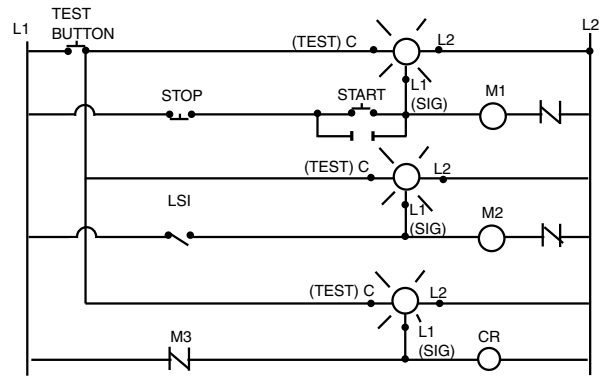 TEST
BUTTON
L1
L2
(TEST) C
L2
L1
(SIG)
STOP
START
M1
(TEST) C
L2
LSI
L1
(SIG)
M2
(TEST) C
L2
L1
(SIG)
M3
CR